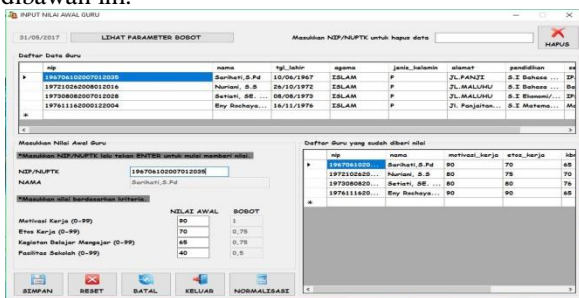 dibawah ini.
INPUT NILAI AWAL GURU
31/05/2017 LIHAT PARAMETER BOBOT Masukkan NIP/NUPTK untuk hapus data HAPUS
Daftar Data Guru
nip nama tgl_lahir agama jenis_kelamin alamat pendidikan
196706102007012035 Sarihati,S.Pd 10/06/1967 ISLAM P JL.PANJI S.I Bahasa ...
197210262008012016 Nuriani, S.S 26/10/1972 ISLAM P JL.MALUHU S.I Bahasa ...
197308082007012028 Setiati, SE. ... 08/08/1973 ISLAM P JL.MALUHU S.I Ekonomi/...
197611162000122004 Eny Rochaya... 16/11/1976 ISLAM P Jl. Panjaitan... S.I Matema...
Masukkan Nilai Awal Guru
*Masukkan NIP/NUPTK lalu tekan ENTER untuk mulai memberi nilai.
NIP/NUPTK 196706102007012035
NAMA Sarihati,S.Pd
*Masukkan nilai berdasarkan kriteria.
NILAI AWAL BOBOT
Motivasi Kerja (0-99) 90 1
Etos Kerja (0-99) 70 0,75
Kegiatan Belajar Mengajar (0-99) 65 0,75
Fasilitas Sekolah (0-99) 40 0,5
SIMPAN RESET BATAL KELUAR NORMALISASI
Daftar Guru yang sudah diberi nilai
nip nama motivasi_kerja etos_kerja kbm
1967061020... Sarihati,S.Pd 90 70 65
1972102620... Nuriani, S.S 80 75 70
1973080820... Setiati, SE. ... 80 80 76
1976111620... Eny Rochaya... 90 90 65